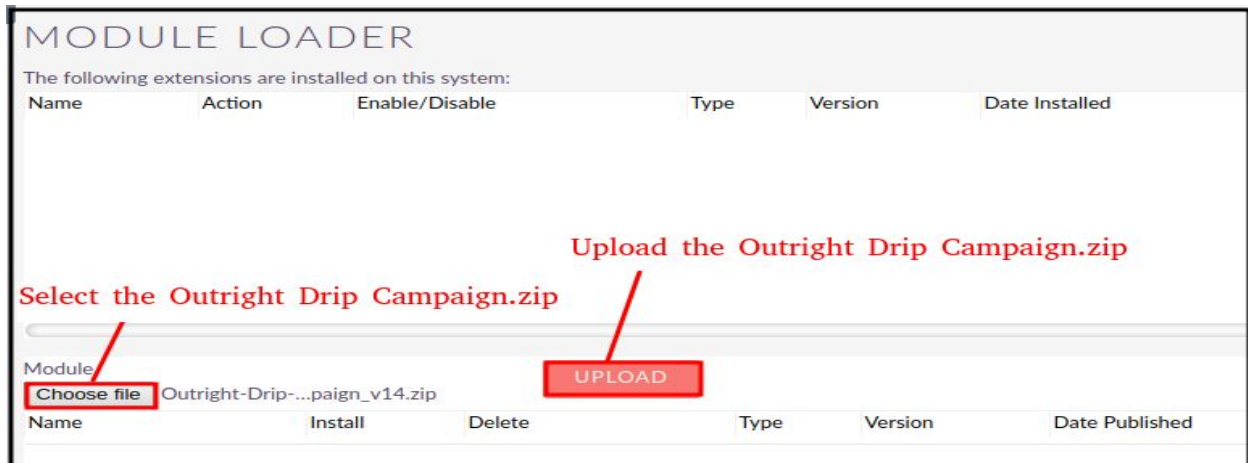 MODULE LOADER
The following extensions are installed on this system:
Name Action Enable/Disable Type Version Date Installed
Upload the Outright Drip Campaign.zip
Select the Outright Drip Campaign.zip
Module
UPLOAD
Choose file Outright-Drip-...paign_v14.zip
Name Install Delete Type Version Date Published